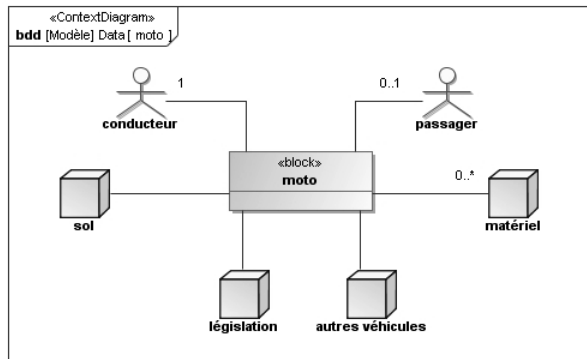 «ContextDiagram»
bdd [Modèle] Data [ moto ]
1
0..1
conducteur
passager
«block»
moto
0..*
sol
matériel
législation
autres véhicules